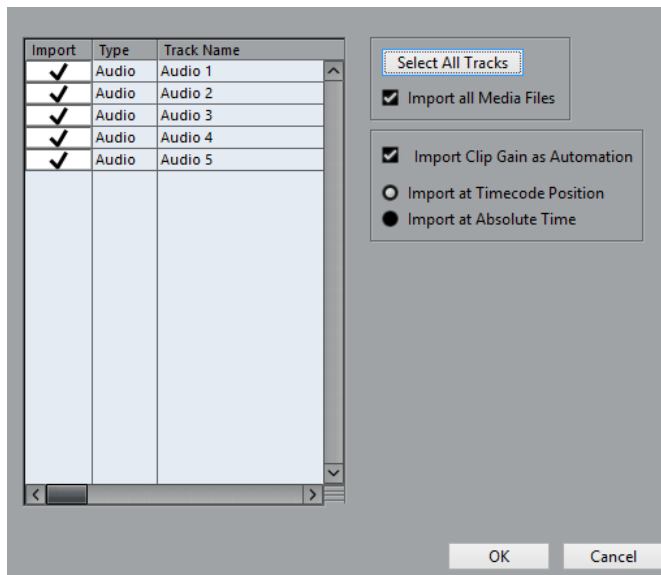 Import Type Track Name
Audio Audio 1
Audio Audio 2
Audio Audio 3
Audio Audio 4
Audio Audio 5
Select All Tracks
Import all Media Files
Import Clip Gain as Automation
Import at Timecode Position
Import at Absolute Time
OK Cancel